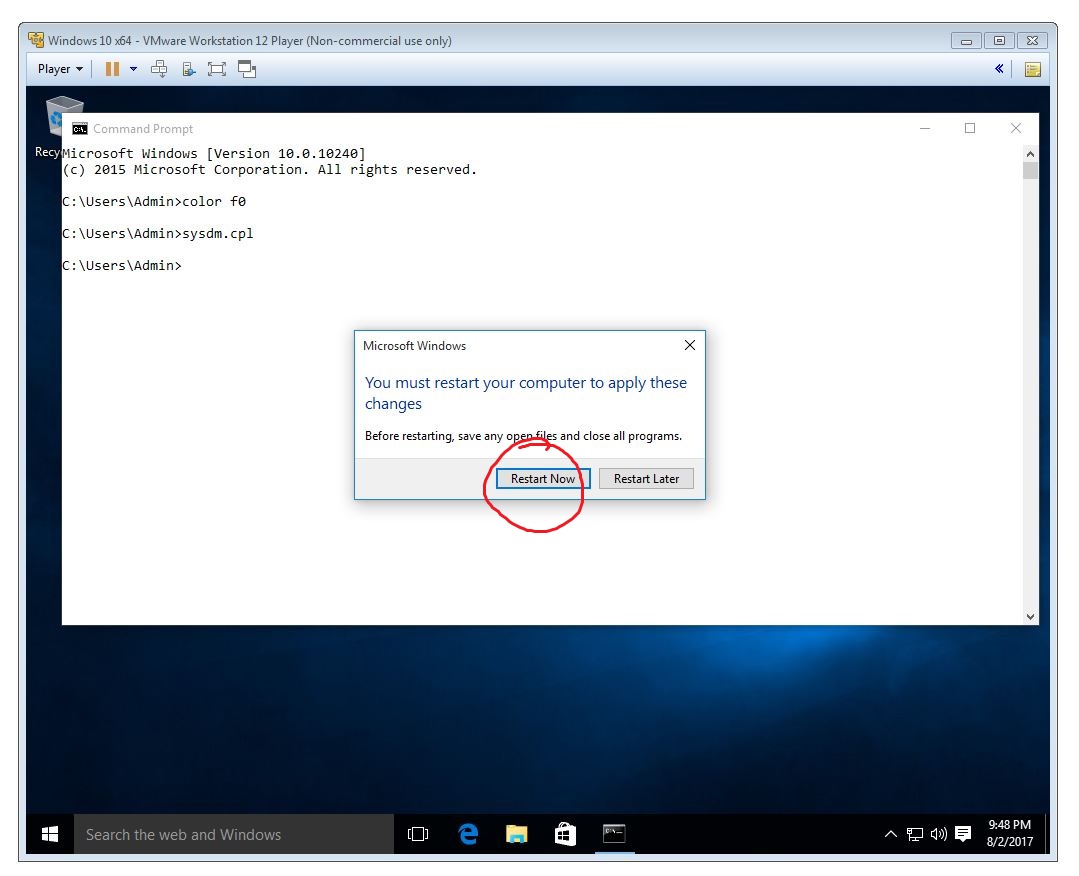 Windows 10 x64 - VMware Workstation 12 Player (Non-commercial use only)
Player
Command Prompt
Recy
Microsoft Windows [Version 10.0.10240]
(c) 2015 Microsoft Corporation. All rights reserved.
C:\Users\Admin>color f0
C:\Users\Admin>sysdm.cpl
C:\Users\Admin>
Microsoft Windows
You must restart your computer to apply these
changes
Before restarting, save any open files and close all programs.
Restart Now
Restart Later
Search the web and Windows
9:48 PM
8/2/2017